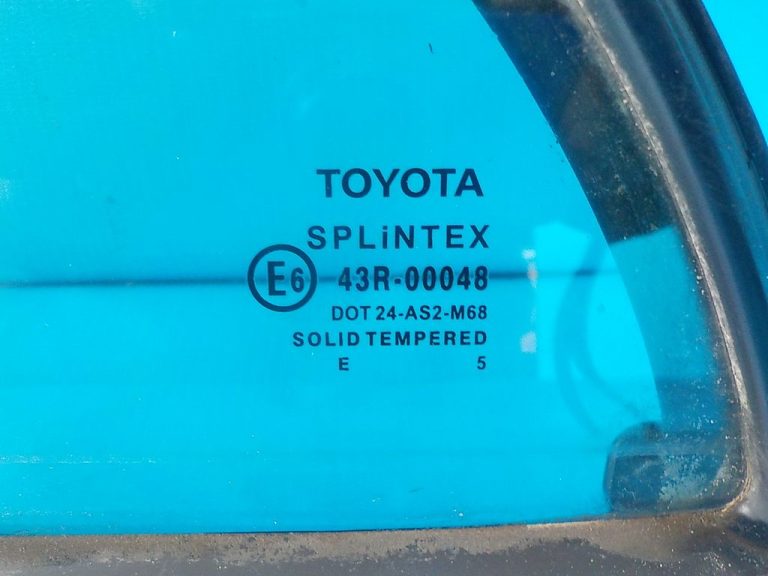 TOYOTA
SPLiNTEX
E6 43R-00048
DOT 24-AS2-M68
SOLID TEMPERED
E 5